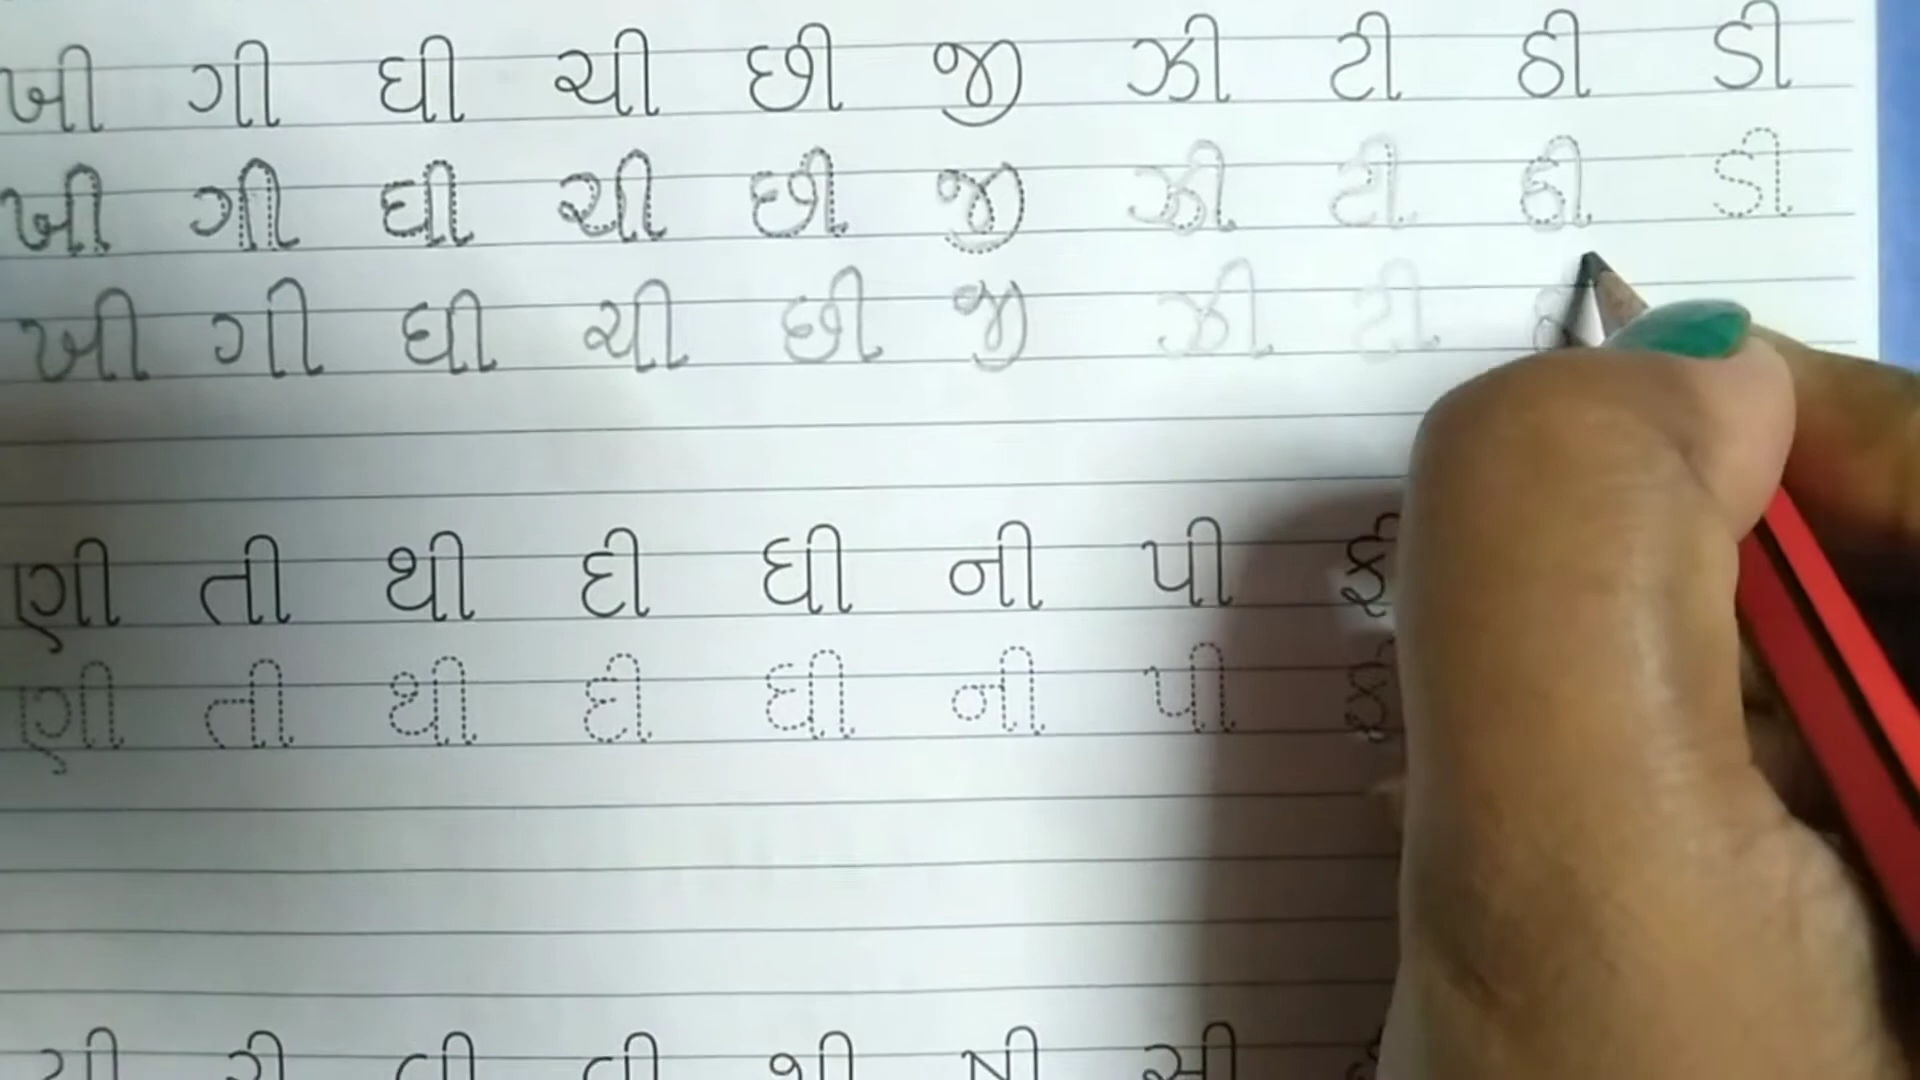 ખી ગી ઘી ચી છી જી ઝી ટી ઠી ડી
ખી ગી ઘી ચી છી જી ઝી ટી ઠી ડી
ખી ગી ઘી ચી છી જી ઝી ટી
ણી તી થી દી ધી ની પી
ણી તી થી દી ધી ની પી